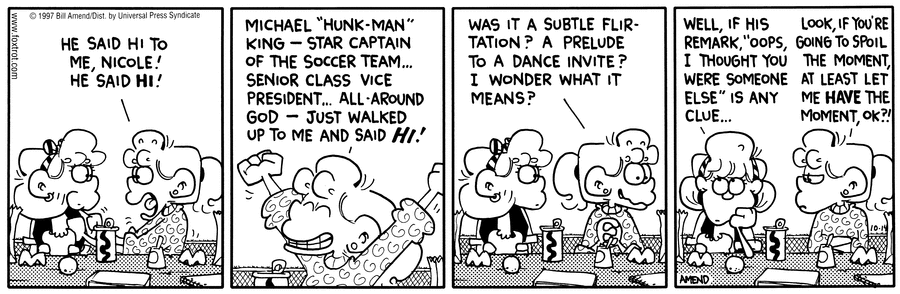 © 1997 Bill Amend/Dist. by Universal Press Syndicate
www.foxtrot.com
HE SAID HI TO
ME, NICOLE!
HE SAID HI!
MICHAEL "HUNK-MAN"
KING — STAR CAPTAIN
OF THE SOCCER TEAM...
SENIOR CLASS VICE
PRESIDENT... ALL-AROUND
GOD — JUST WALKED
UP TO ME AND SAID HI!
WAS IT A SUBTLE FLIR-
TATION? A PRELUDE
TO A DANCE INVITE?
I WONDER WHAT IT
MEANS?
WELL, IF HIS
REMARK, "OOPS,
I THOUGHT YOU
WERE SOMEONE
ELSE" IS ANY
CLUE...
LOOK, IF YOU'RE
GOING TO SPOIL
THE MOMENT,
AT LEAST LET
ME HAVE THE
MOMENT, OK?!
10-14
AMEND